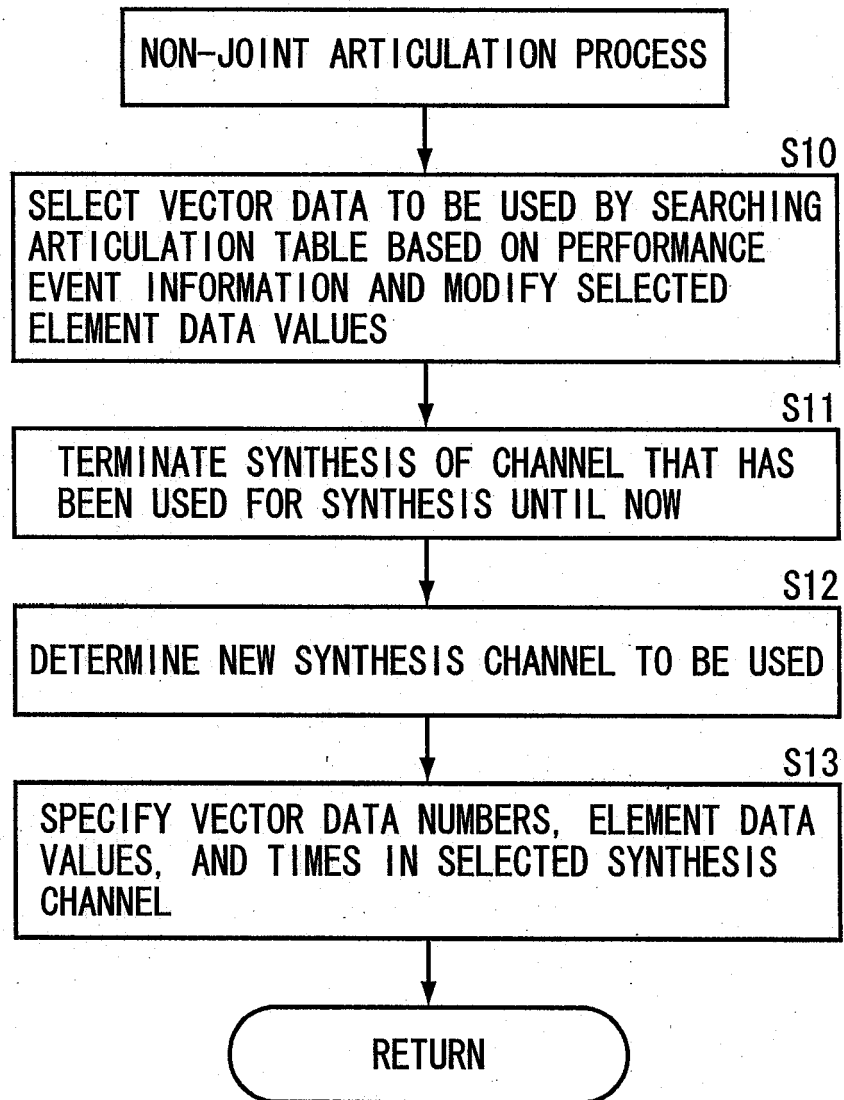 NON-JOINT ARTICULATION PROCESS
S10
SELECT VECTOR DATA TO BE USED BY SEARCHING
ARTICULATION TABLE BASED ON PERFORMANCE
EVENT INFORMATION AND MODIFY SELECTED
ELEMENT DATA VALUES
S11
TERMINATE SYNTHESIS OF CHANNEL THAT HAS
BEEN USED FOR SYNTHESIS UNTIL NOW
S12
DETERMINE NEW SYNTHESIS CHANNEL TO BE USED
S13
SPECIFY VECTOR DATA NUMBERS, ELEMENT DATA
VALUES, AND TIMES IN SELECTED SYNTHESIS
CHANNEL
RETURN